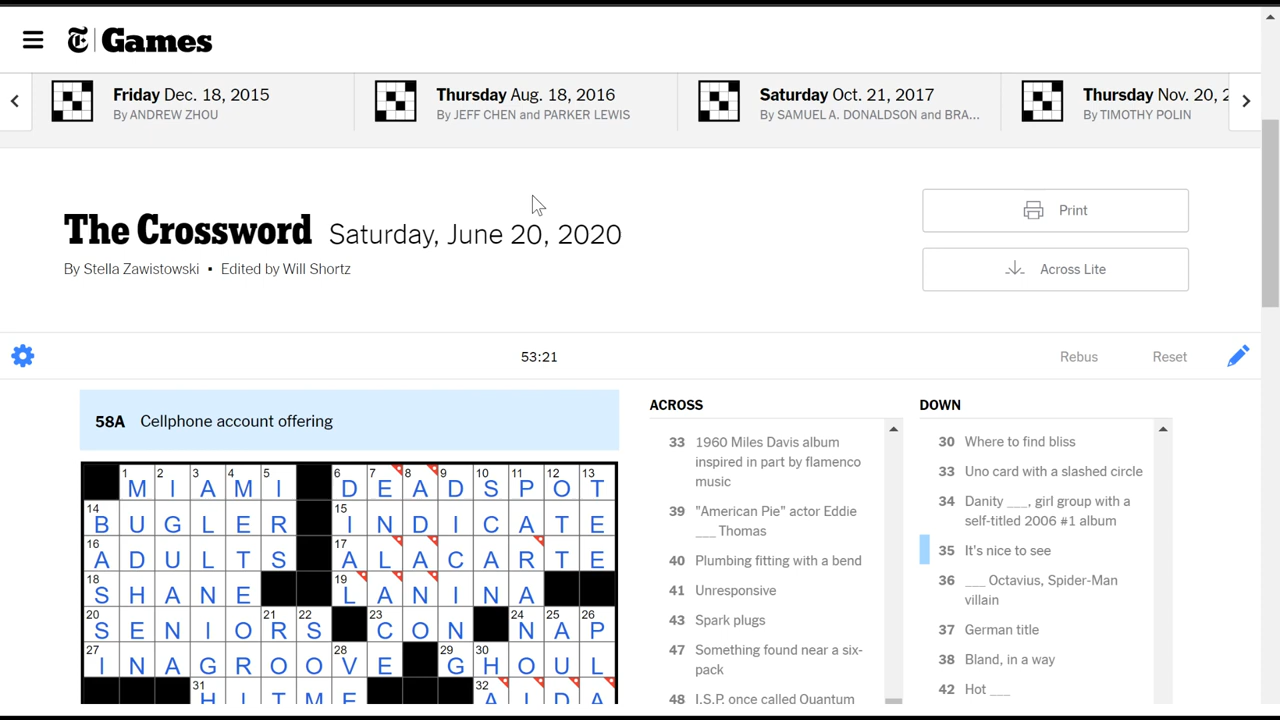 Games
Friday Dec. 18, 2015
By ANDREW ZHOU
Thursday Aug. 18, 2016
By JEFF CHEN and PARKER LEWIS
Saturday Oct. 21, 2017
By SAMUEL A. DONALDSON and BRA...
Thursday Nov. 20, 2
By TIMOTHY POLIN
The Crossword Saturday, June 20, 2020
By Stella Zawistowski • Edited by Will Shortz
Print
Across Lite
53:21
Rebus
Reset
58A Cellphone account offering
1 2 3 4 5 6 7 8 9 10 11 12 13
M I A M I D E A D S P O T
14 15
B U G L E R I N D I C A T E
16 17
A D U L T S A L A C A R T E
18 19
S H A N E L A N I N A
20 21 22 23 24 25 26
S E N I O R S C O N N A P
27 28 29 30
I N A G R O O V E G H O U L
31 32
H I T M E A I D A
ACROSS
33 1960 Miles Davis album
inspired in part by flamenco
music
39 "American Pie" actor Eddie
___ Thomas
40 Plumbing fitting with a bend
41 Unresponsive
43 Spark plugs
47 Something found near a six-
pack
48 I.S.P. once called Quantum
DOWN
30 Where to find bliss
33 Uno card with a slashed circle
34 Danity ___, girl group with a
self-titled 2006 #1 album
35 It's nice to see
36 ___ Octavius, Spider-Man
villain
37 German title
38 Bland, in a way
42 Hot ___